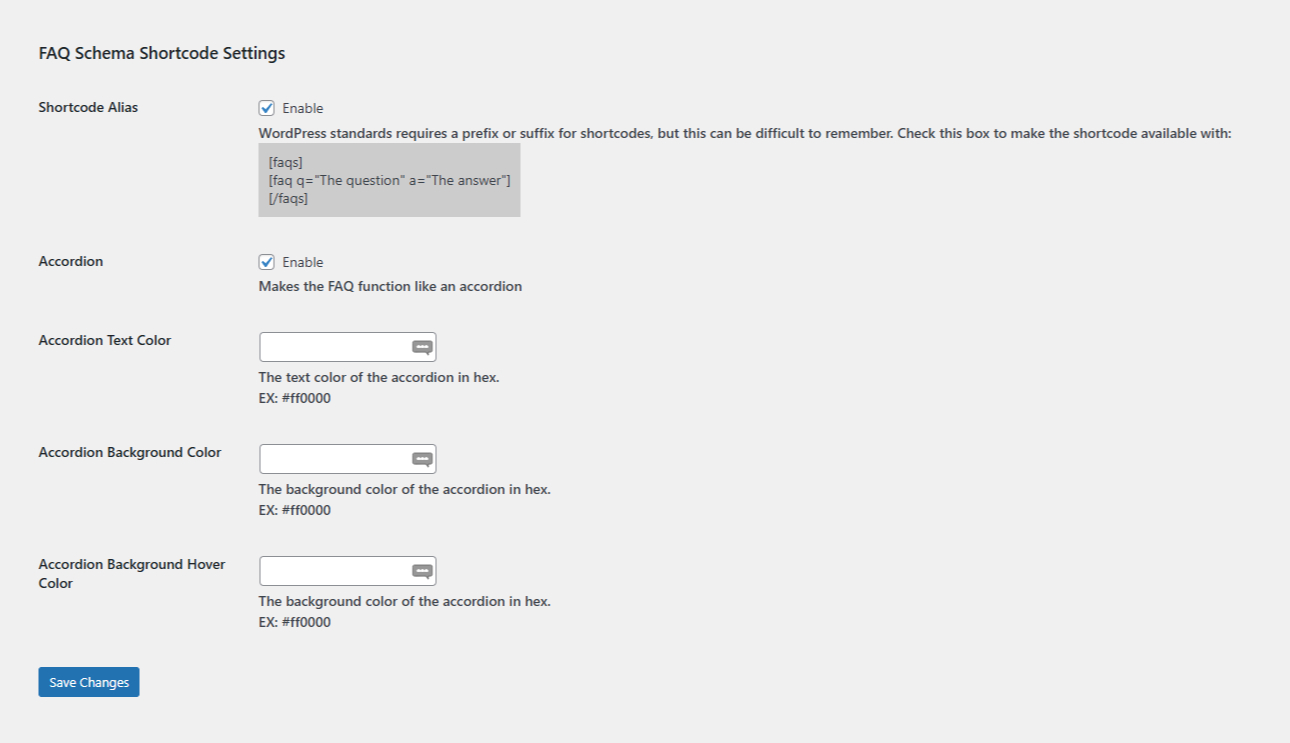 FAQ Schema Shortcode Settings
Shortcode Alias
Enable
WordPress standards requires a prefix or suffix for shortcodes, but this can be difficult to remember. Check this box to make the shortcode available with:
[faqs]
[faq q="The question" a="The answer"]
[/faqs]
Accordion
Enable
Makes the FAQ function like an accordion
Accordion Text Color
The text color of the accordion in hex.
EX: #ff0000
Accordion Background Color
The background color of the accordion in hex.
EX: #ff0000
Accordion Background Hover
Color
The background color of the accordion in hex.
EX: #ff0000
Save Changes